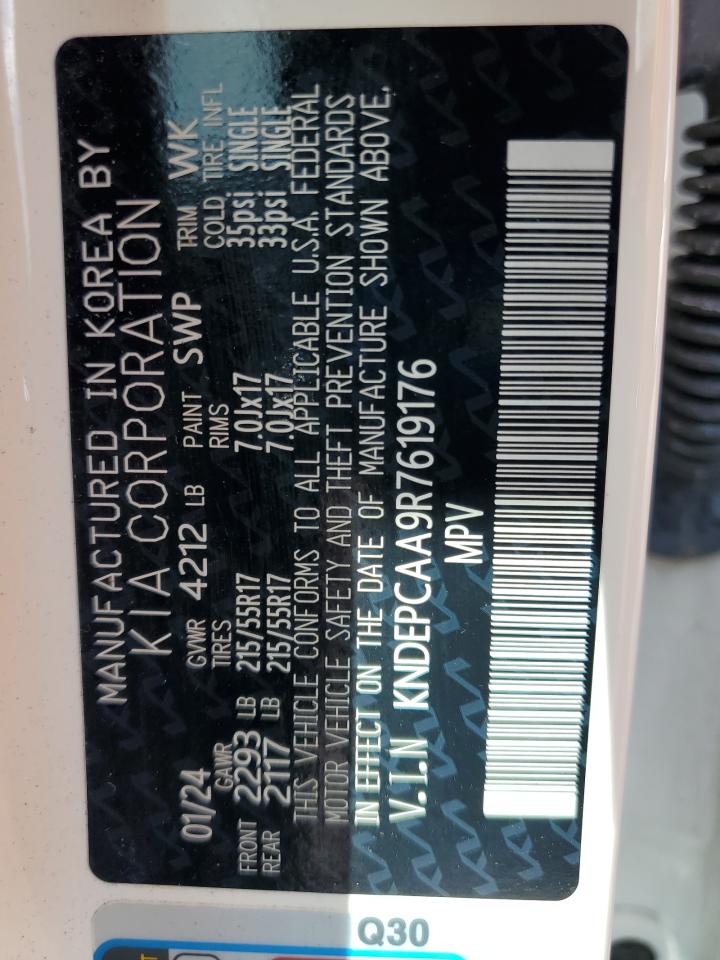 MANUFACTURED IN KOREA BY
KIA CORPORATION
01/24 GVWR 4212 LB PAINT SWP TRIM WK
GAWR TIRES RIMS COLD TIRE INFL
FRONT 2293 LB 215/55R17 7.0Jx17 35psi SINGLE
REAR 2117 LB 215/55R17 7.0Jx17 33psi SINGLE
THIS VEHICLE CONFORMS TO ALL APPLICABLE U.S.A. FEDERAL
MOTOR VEHICLE SAFETY AND THEFT PREVENTION STANDARDS
IN EFFECT ON THE DATE OF MANUFACTURE SHOWN ABOVE.
V.I.N KNDEPCAA9R7619176
MPV
Q30